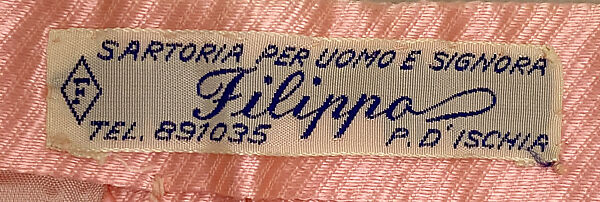 SARTORIA PER UOMO E SIGNORA
F Filippo
TEL. 891035 P. D'ISCHIA